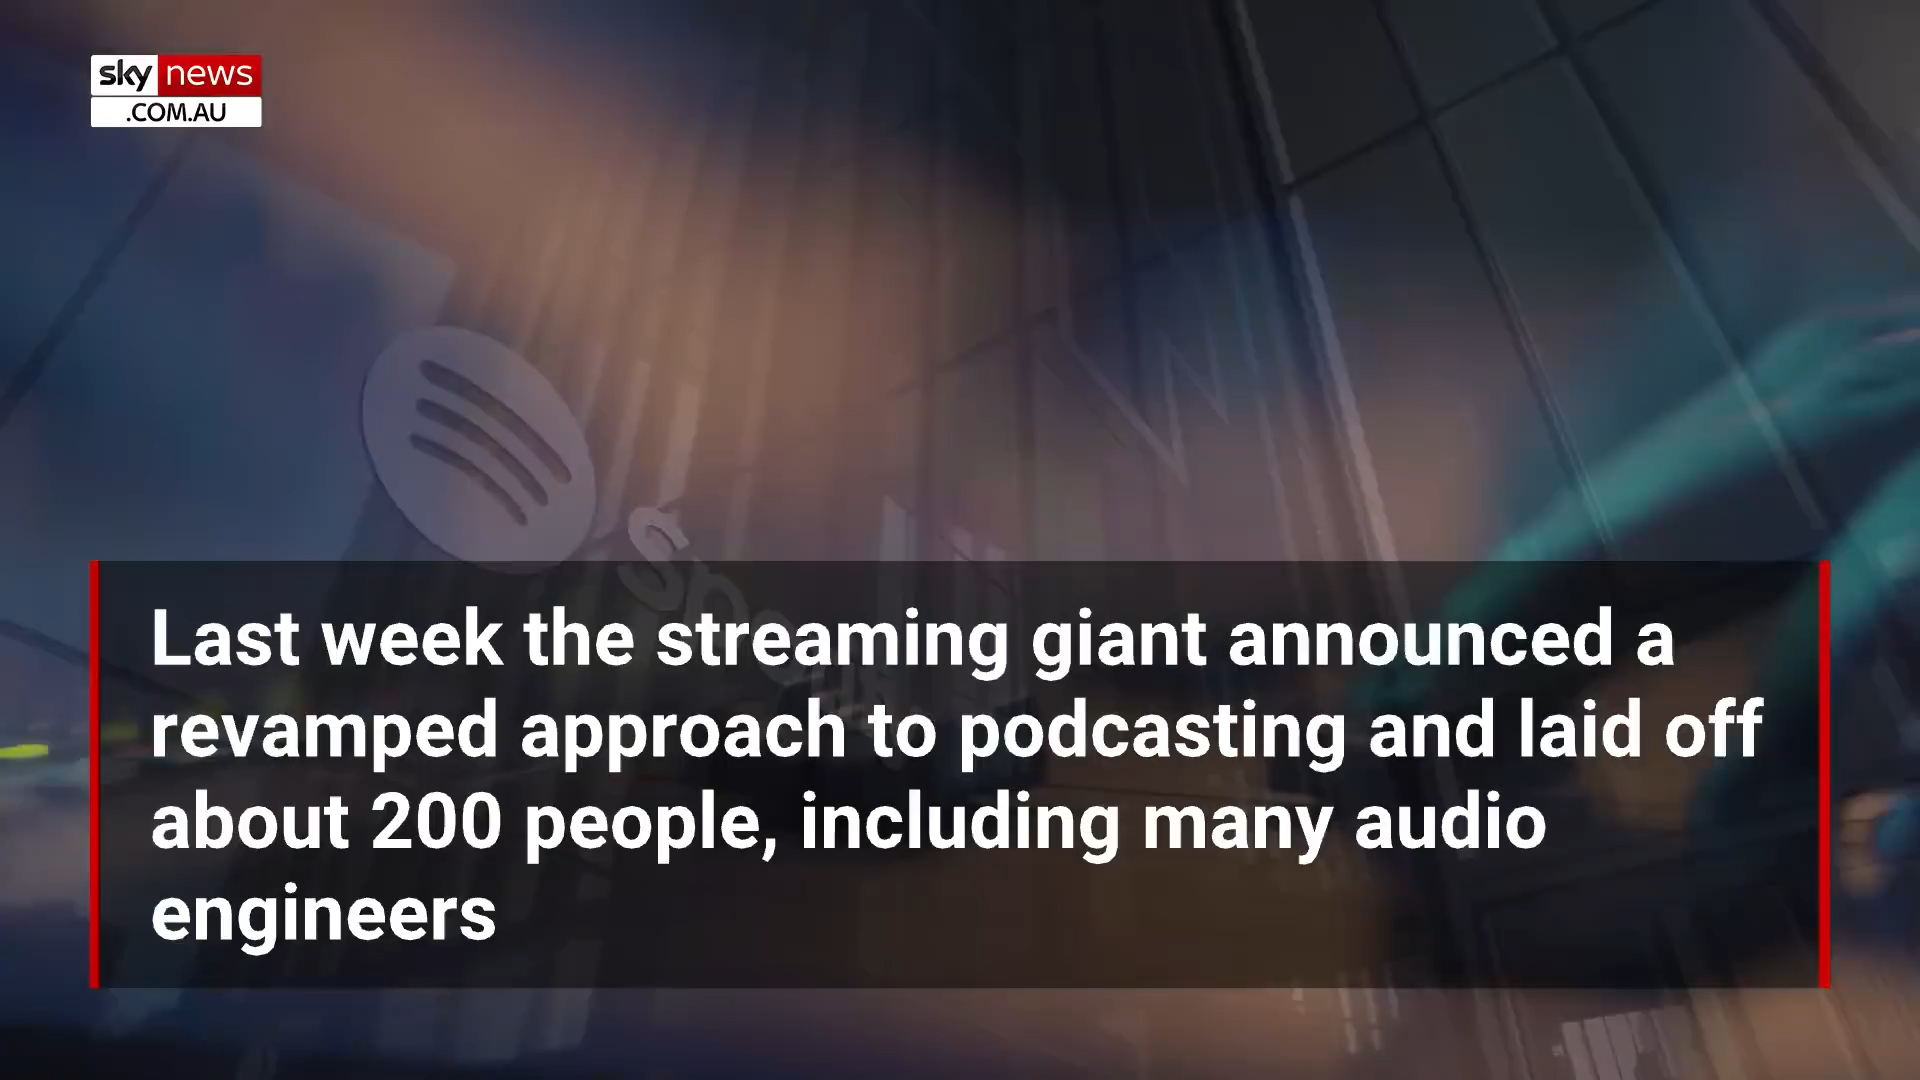 sky news
.COM.AU
Last week the streaming giant announced a
revamped approach to podcasting and laid off
about 200 people, including many audio
engineers